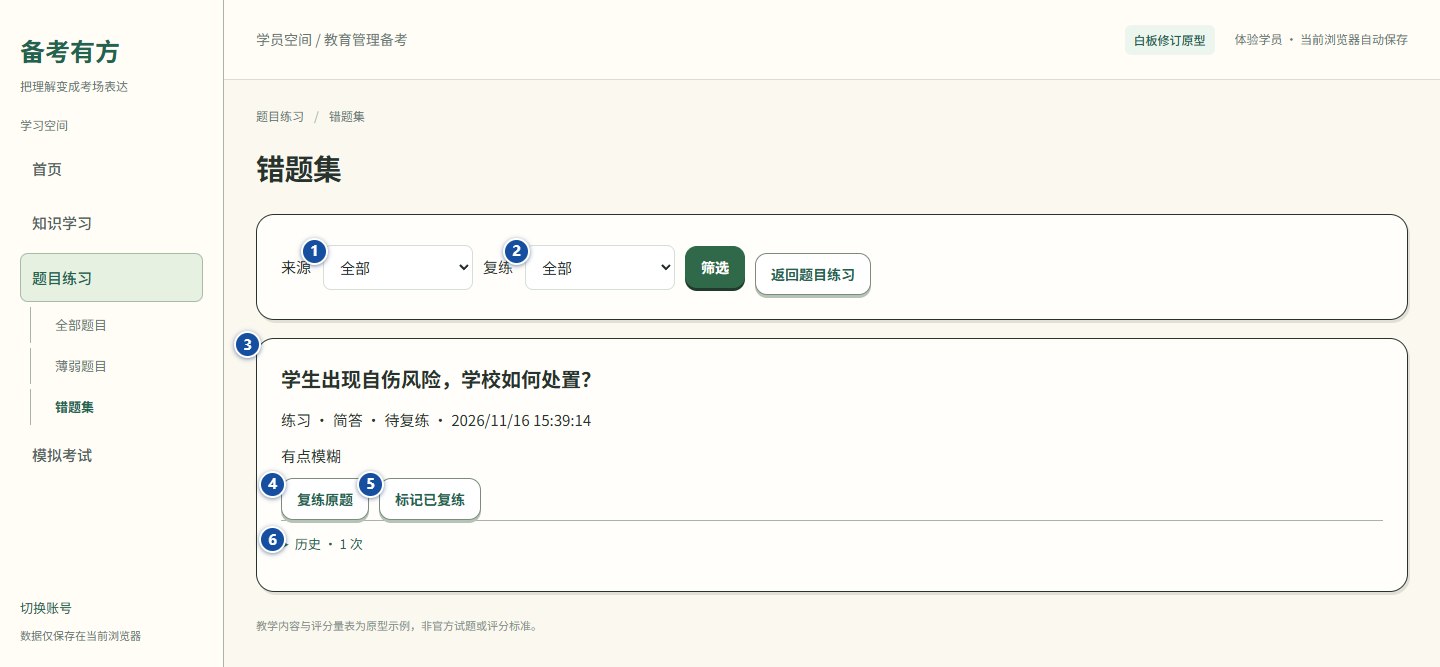 备考有方
把理解变成考场表达
学习空间
首页
知识学习
题目练习
全部题目
薄弱题目
错题集
模拟考试
切换账号
数据仅保存在当前浏览器
学员空间 / 教育管理备考
白板修订原型
体验学员 · 当前浏览器自动保存
题目练习 / 错题集
错题集
1
2
来源 全部 复练 全部 筛选 返回题目练习
3
学生出现自伤风险，学校如何处置？
练习 · 简答 · 待复练 · 2026/11/16 15:39:14
有点模糊
4
5
复练原题 标记已复练
6
历史 · 1 次
教学内容与评分量表为原型示例，非官方试题或评分标准。